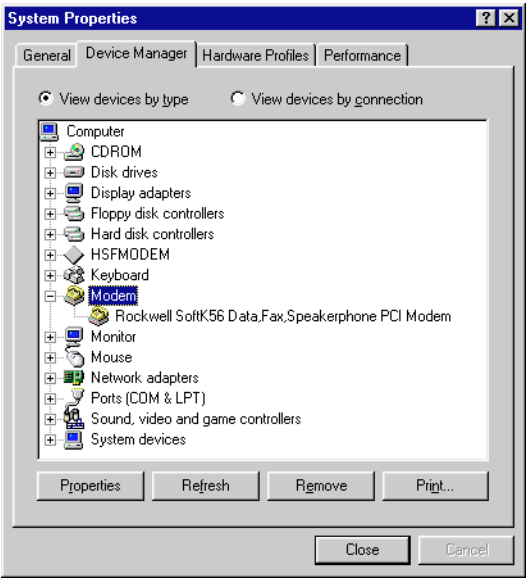 System Properties
General Device Manager Hardware Profiles Performance
View devices by type View devices by connection
Computer
CDROM
Disk drives
Display adapters
Floppy disk controllers
Hard disk controllers
HSFMODEM
Keyboard
Modem
Rockwell SoftK56 Data,Fax,Speakerphone PCI Modem
Monitor
Mouse
Network adapters
Ports (COM & LPT)
Sound, video and game controllers
System devices
Properties Refresh Remove Print...
Close Cancel